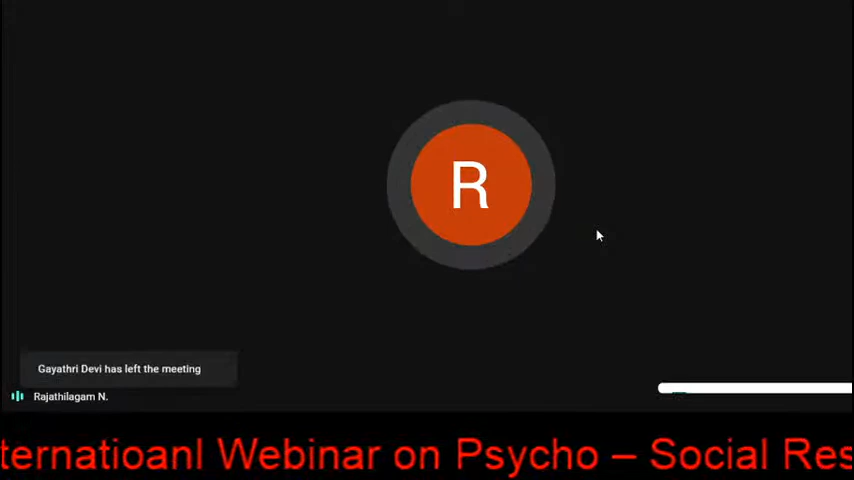 R
Gayathri Devi has left the meeting
Rajathilagam N.
ternatioanl Webinar on Psycho – Social Res